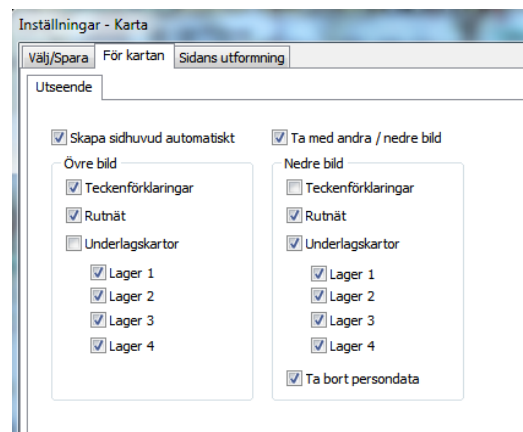 Inställningar - Karta
Välj/Spara För kartan Sidans utformning
Utseende
Skapa sidhuvud automatiskt
Ta med andra / nedre bild
Övre bild
Teckenförklaringar
Rutnät
Underlagskartor
Lager 1
Lager 2
Lager 3
Lager 4
Nedre bild
Teckenförklaringar
Rutnät
Underlagskartor
Lager 1
Lager 2
Lager 3
Lager 4
Ta bort persondata